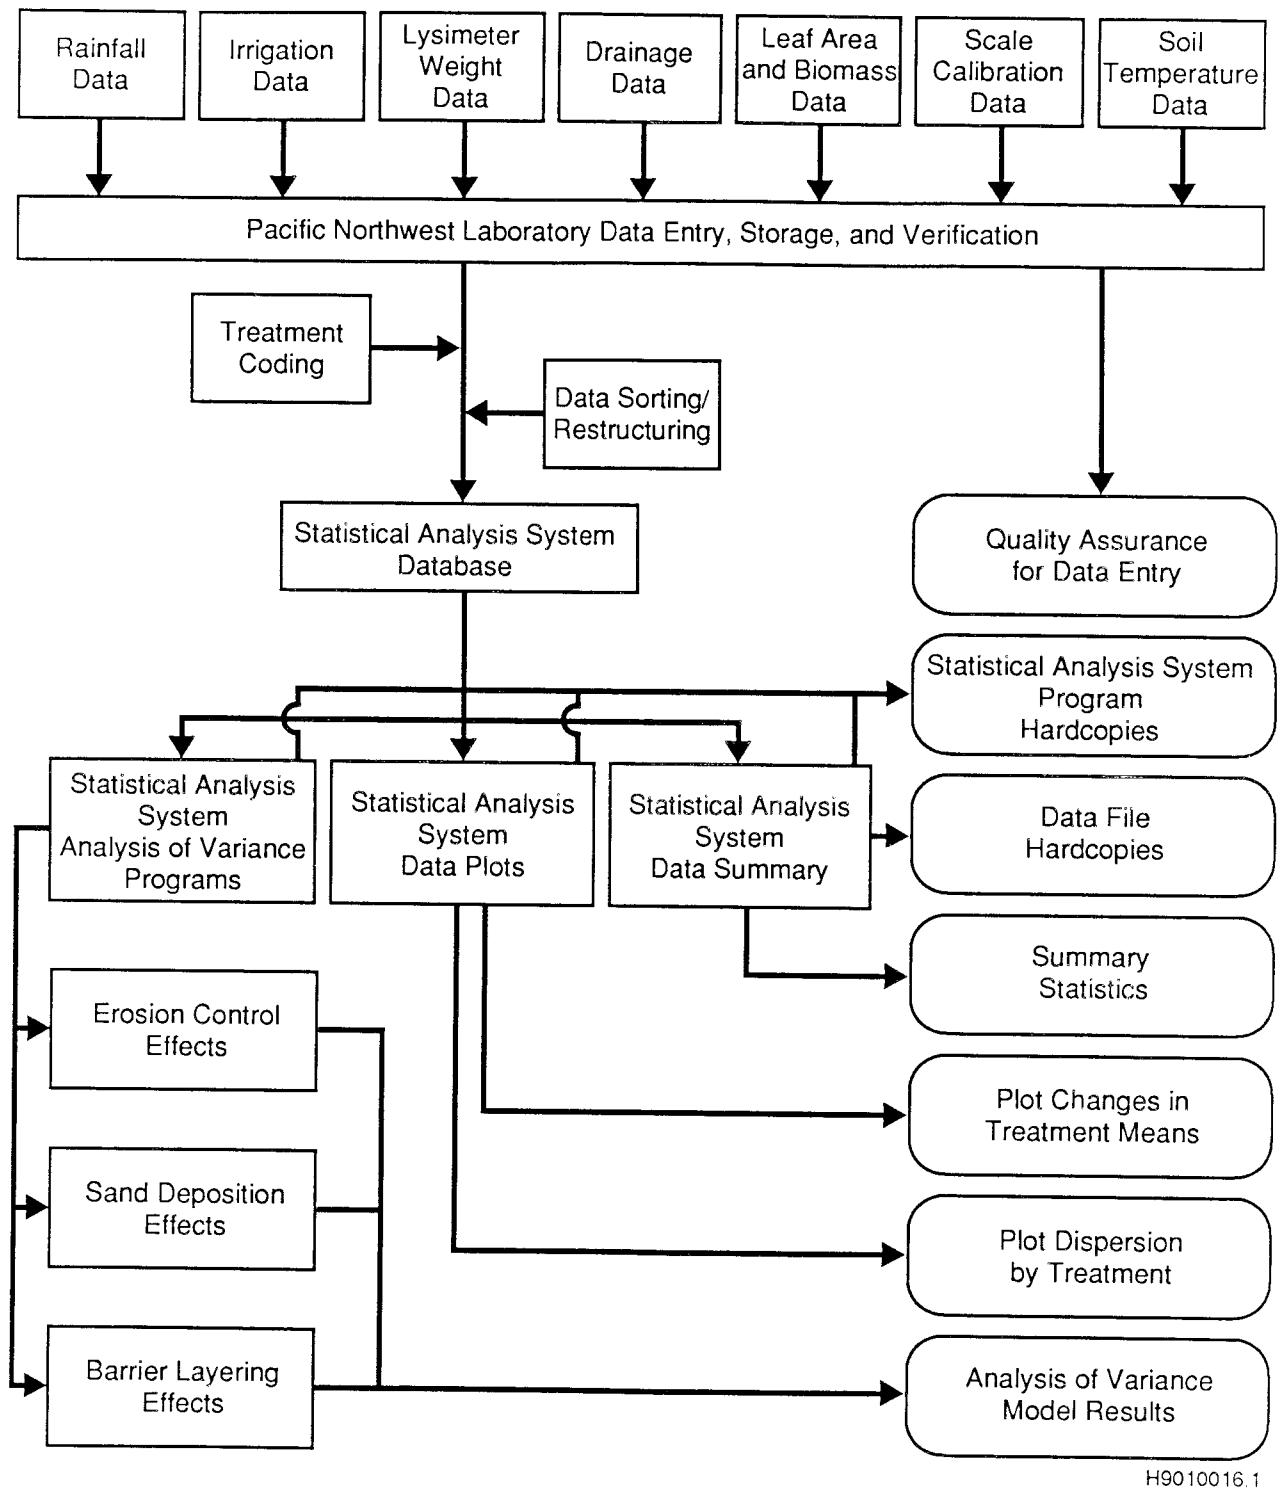 Rainfall
Data
Irrigation
Data
Lysimeter
Weight
Data
Drainage
Data
Leaf Area
and Biomass
Data
Scale
Calibration
Data
Soil
Temperature
Data
Pacific Northwest Laboratory Data Entry, Storage, and Verification
Treatment
Coding
Data Sorting/
Restructuring
Statistical Analysis System
Database
Quality Assurance
for Data Entry
Statistical Analysis System
Program
Hardcopies
Statistical Analysis
System
Analysis of Variance
Programs
Statistical Analysis
System
Data Plots
Statistical Analysis
System
Data Summary
Data File
Hardcopies
Summary
Statistics
Erosion Control
Effects
Plot Changes in
Treatment Means
Sand Deposition
Effects
Plot Dispersion
by Treatment
Barrier Layering
Effects
Analysis of Variance
Model Results
H9010016.1